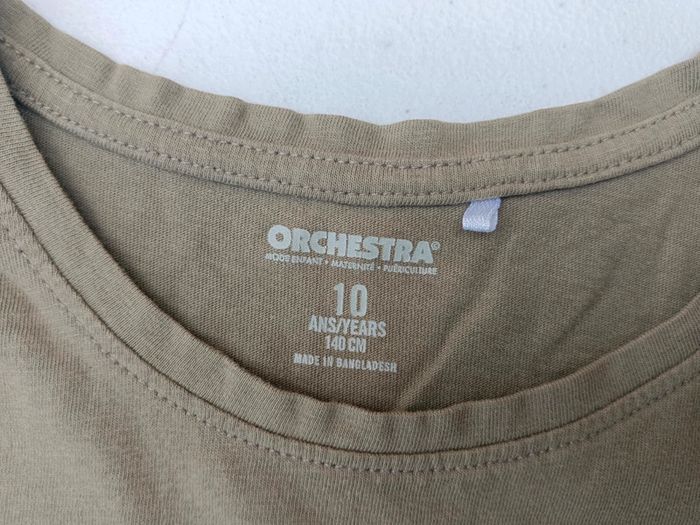 ORCHESTRA®
MODE ENFANT • MATERNITÉ • PUÉRICULTURE
10
ANS/YEARS
140 CM
MADE IN BANGLADESH